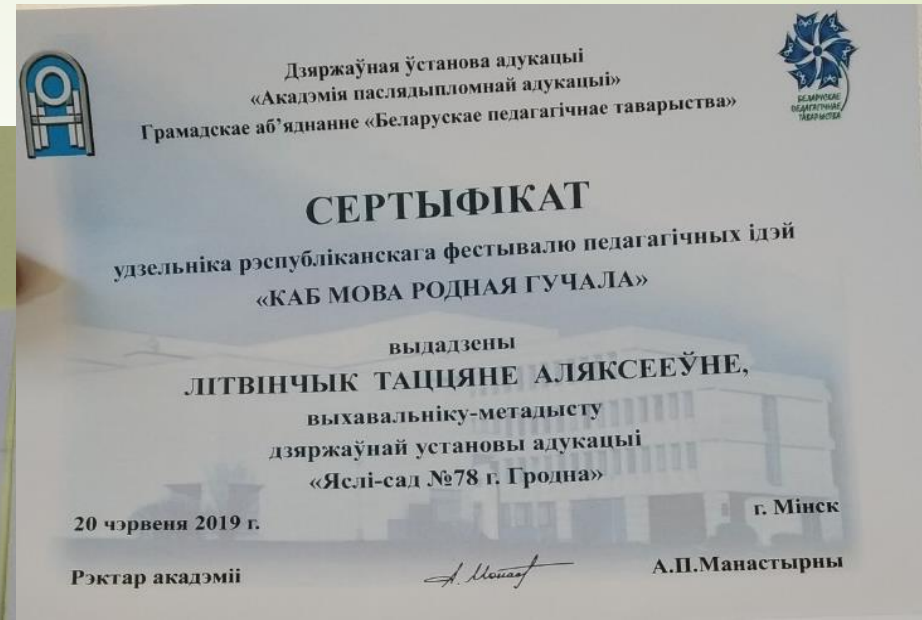 Дзяржаўная ўстанова адукацыі
«Акадэмія паслядыпломнай адукацыі»
Грамадскае аб’яднанне «Беларускае педагагічнае таварыства»
БЕЛАРУСКАЕ
ПЕДАГАГІЧНАЕ
ТАВАРЫСТВА
СЕРТЫФІКАТ
удзельніка рэспубліканскага фестывалю педагагічных ідэй
«КАБ МОВА РОДНАЯ ГУЧАЛА»
выдадзены
ЛІТВІНЧЫК ТАЦЦЯНЕ АЛЯКСЕЕЎНЕ,
выхавальніку-метадысту
дзяржаўнай установы адукацыі
«Яслі-сад №78 г. Гродна»
20 чэрвеня 2019 г.
г. Мінск
Рэктар акадэміі
А.П.Манастырны